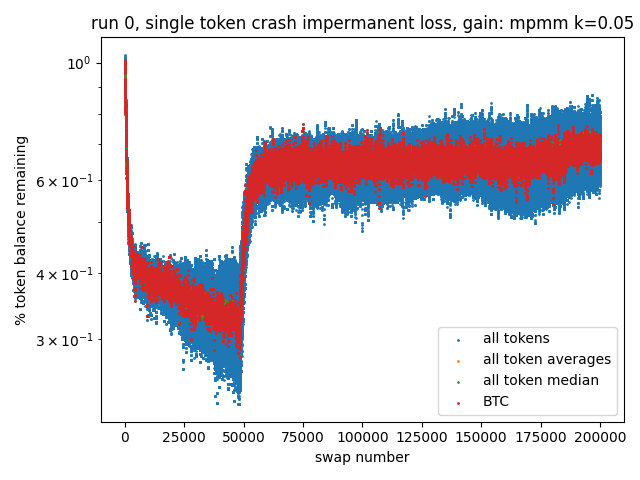 run 0, single token crash impermanent loss, gain: mpmm k=0.05
% token balance remaining
10⁰
6 × 10⁻¹
4 × 10⁻¹
3 × 10⁻¹
all tokens
all token averages
all token median
BTC
0 25000 50000 75000 100000 125000 150000 175000 200000
swap number